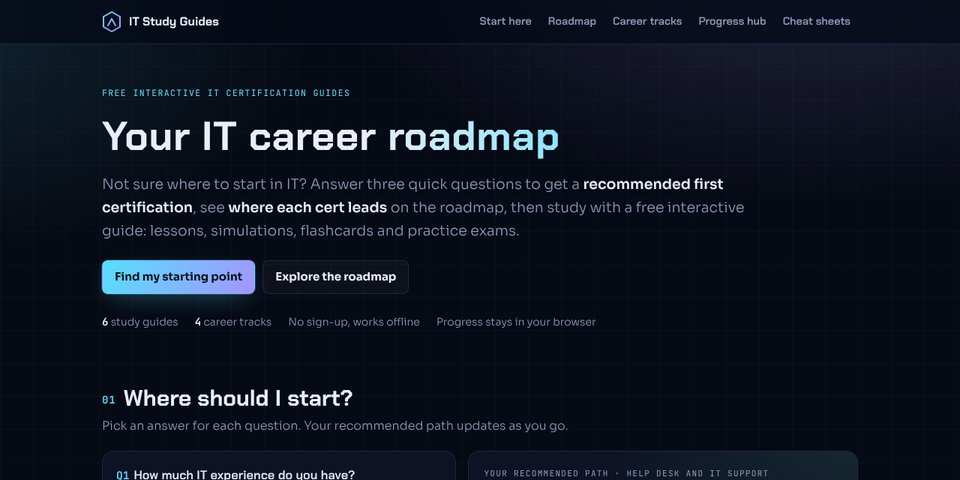 IT Study Guides
Start here
Roadmap
Career tracks
Progress hub
Cheat sheets
FREE INTERACTIVE IT CERTIFICATION GUIDES
Your IT career roadmap
Not sure where to start in IT? Answer three quick questions to get a recommended first
certification, see where each cert leads on the roadmap, then study with a free interactive
guide: lessons, simulations, flashcards and practice exams.
Find my starting point
Explore the roadmap
6 study guides
4 career tracks
No sign-up, works offline
Progress stays in your browser
01 Where should I start?
Pick an answer for each question. Your recommended path updates as you go.
01 How much IT experience do you have?
YOUR RECOMMENDED PATH · HELP DESK AND IT SUPPORT